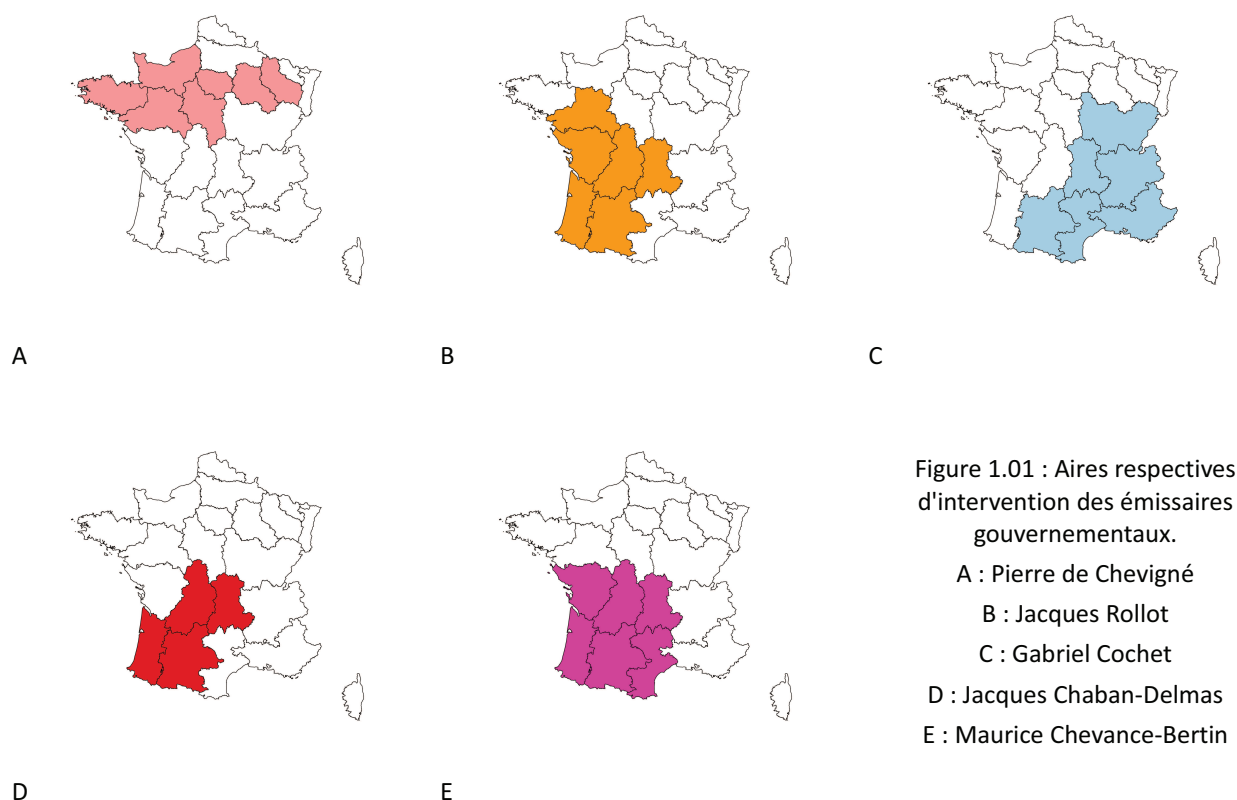 A
B
C
D
E
Figure 1.01 : Aires respectives
d'intervention des émissaires
gouvernementaux.
A : Pierre de Chevigné
B : Jacques Rollot
C : Gabriel Cochet
D : Jacques Chaban-Delmas
E : Maurice Chevance-Bertin